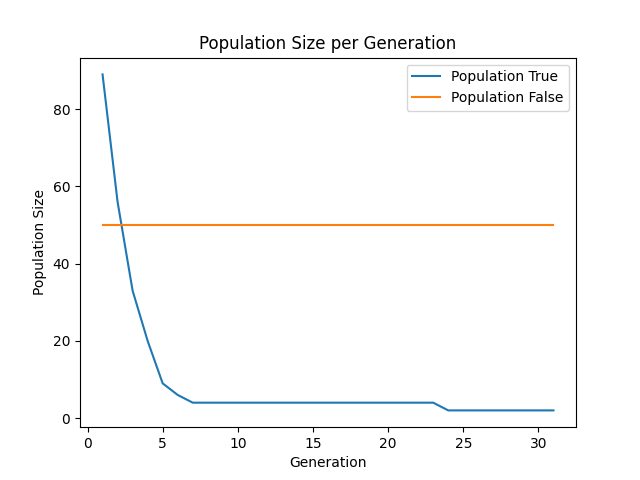 Population Size per Generation
Population True
Population False
80
60
40
20
0
Population Size
0 5 10 15 20 25 30
Generation